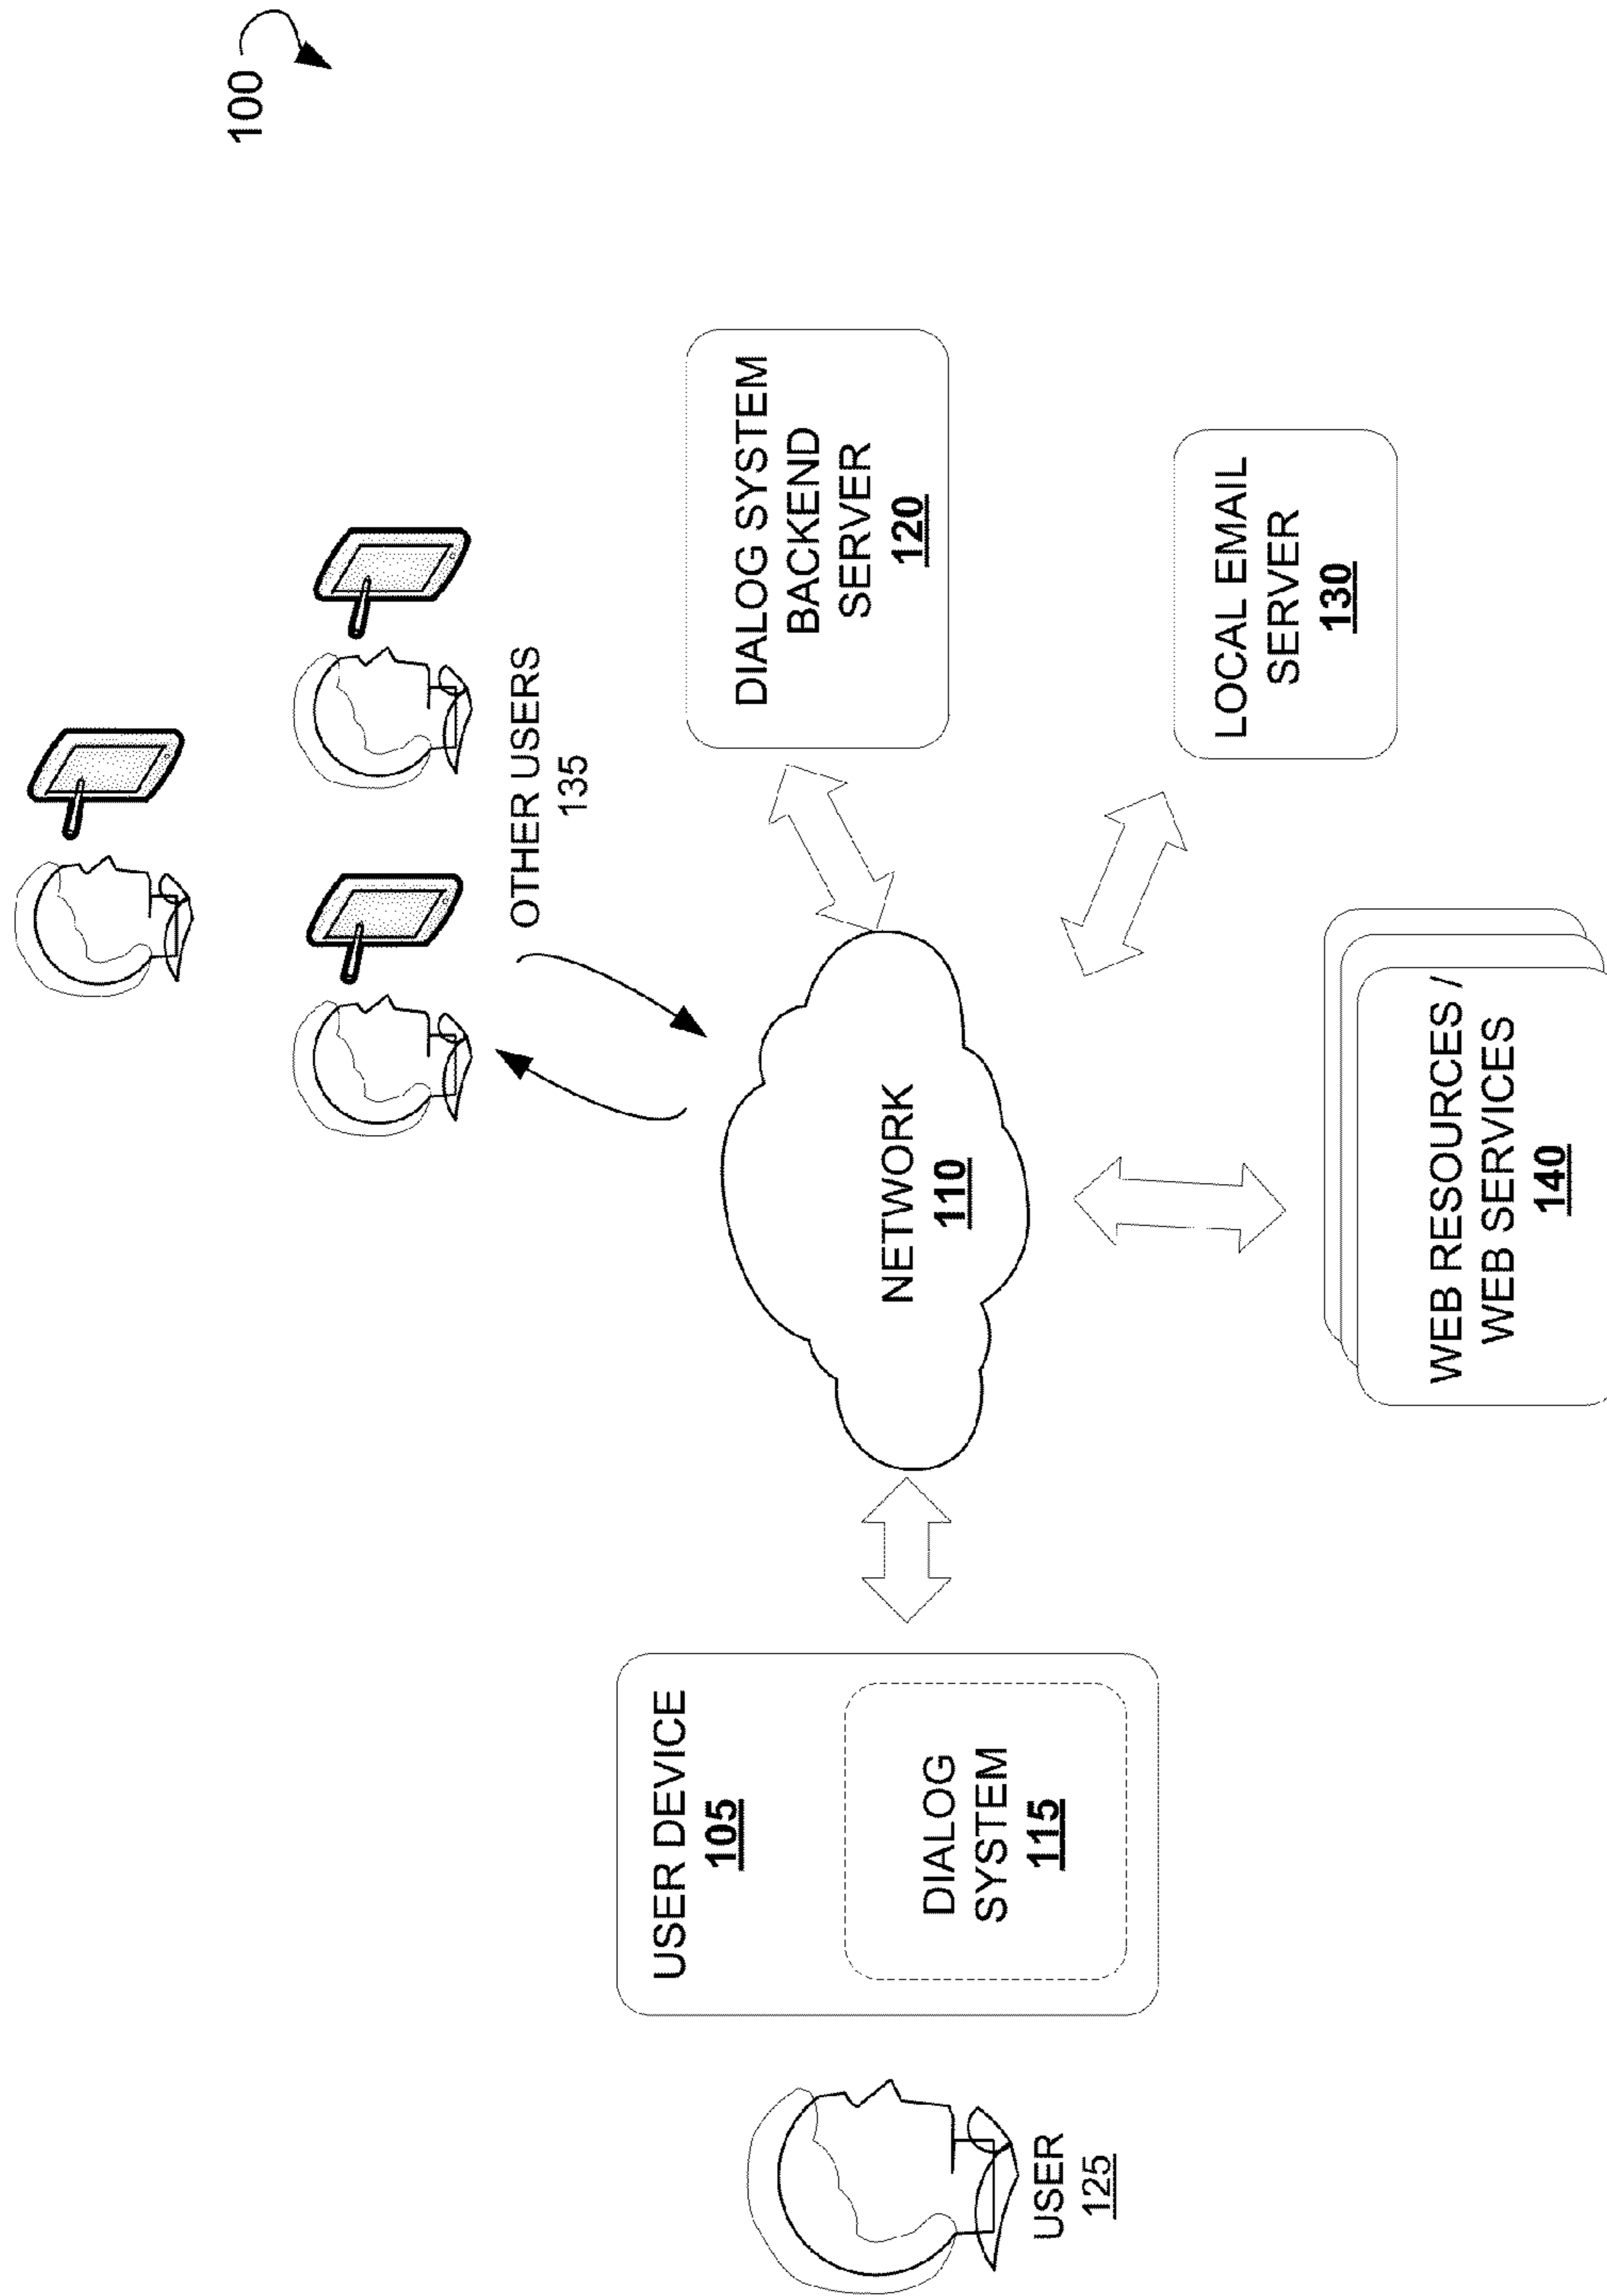 100
OTHER USERS
135
DIALOG SYSTEM
BACKEND
SERVER
120
USER DEVICE
105
DIALOG
SYSTEM
115
NETWORK
110
USER
125
LOCAL EMAIL
SERVER
130
WEB RESOURCES /
WEB SERVICES
140